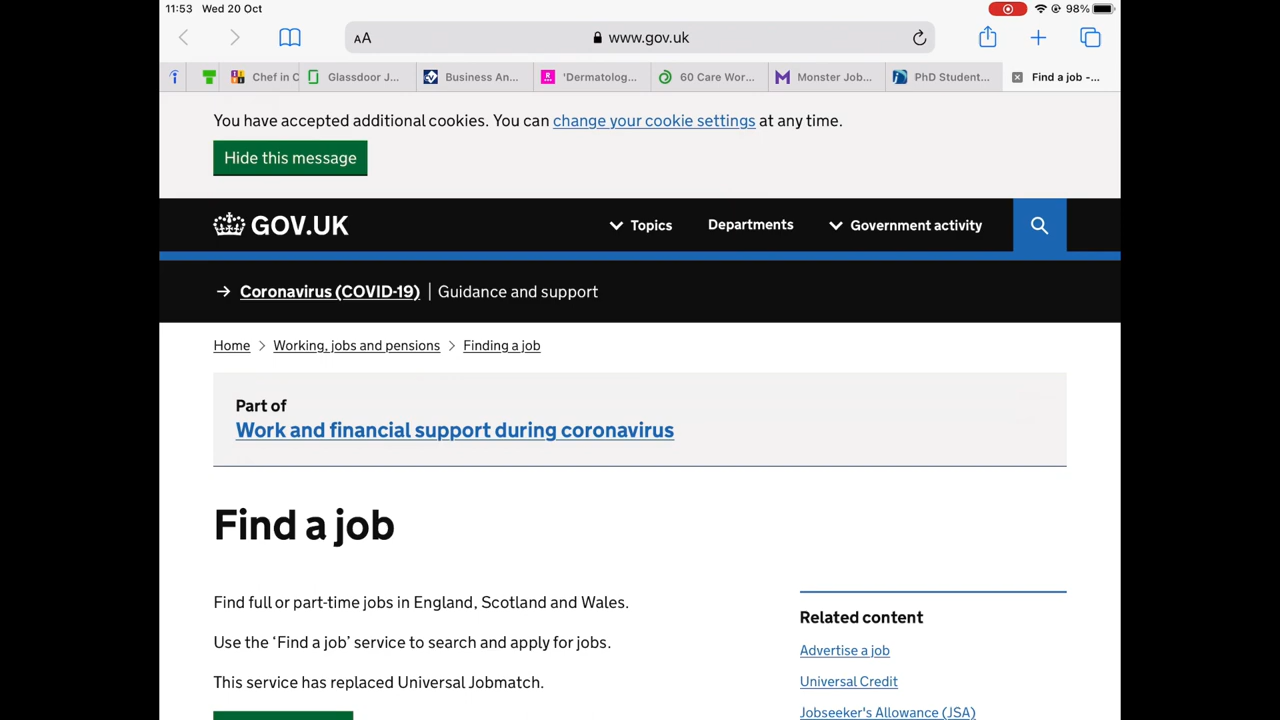 11:53 Wed 20 Oct 98%
AA www.gov.uk
Chef in C Glassdoor J... Business An... 'Dermatolog... 60 Care Wor... Monster Job... PhD Student... Find a job -...
You have accepted additional cookies. You can change your cookie settings at any time.
Hide this message
GOV.UK Topics Departments Government activity
→ Coronavirus (COVID-19) | Guidance and support
Home > Working, jobs and pensions > Finding a job
Part of
Work and financial support during coronavirus
Find a job
Find full or part-time jobs in England, Scotland and Wales.
Use the ‘Find a job’ service to search and apply for jobs.
This service has replaced Universal Jobmatch.
Related content
Advertise a job
Universal Credit
Jobseeker's Allowance (JSA)